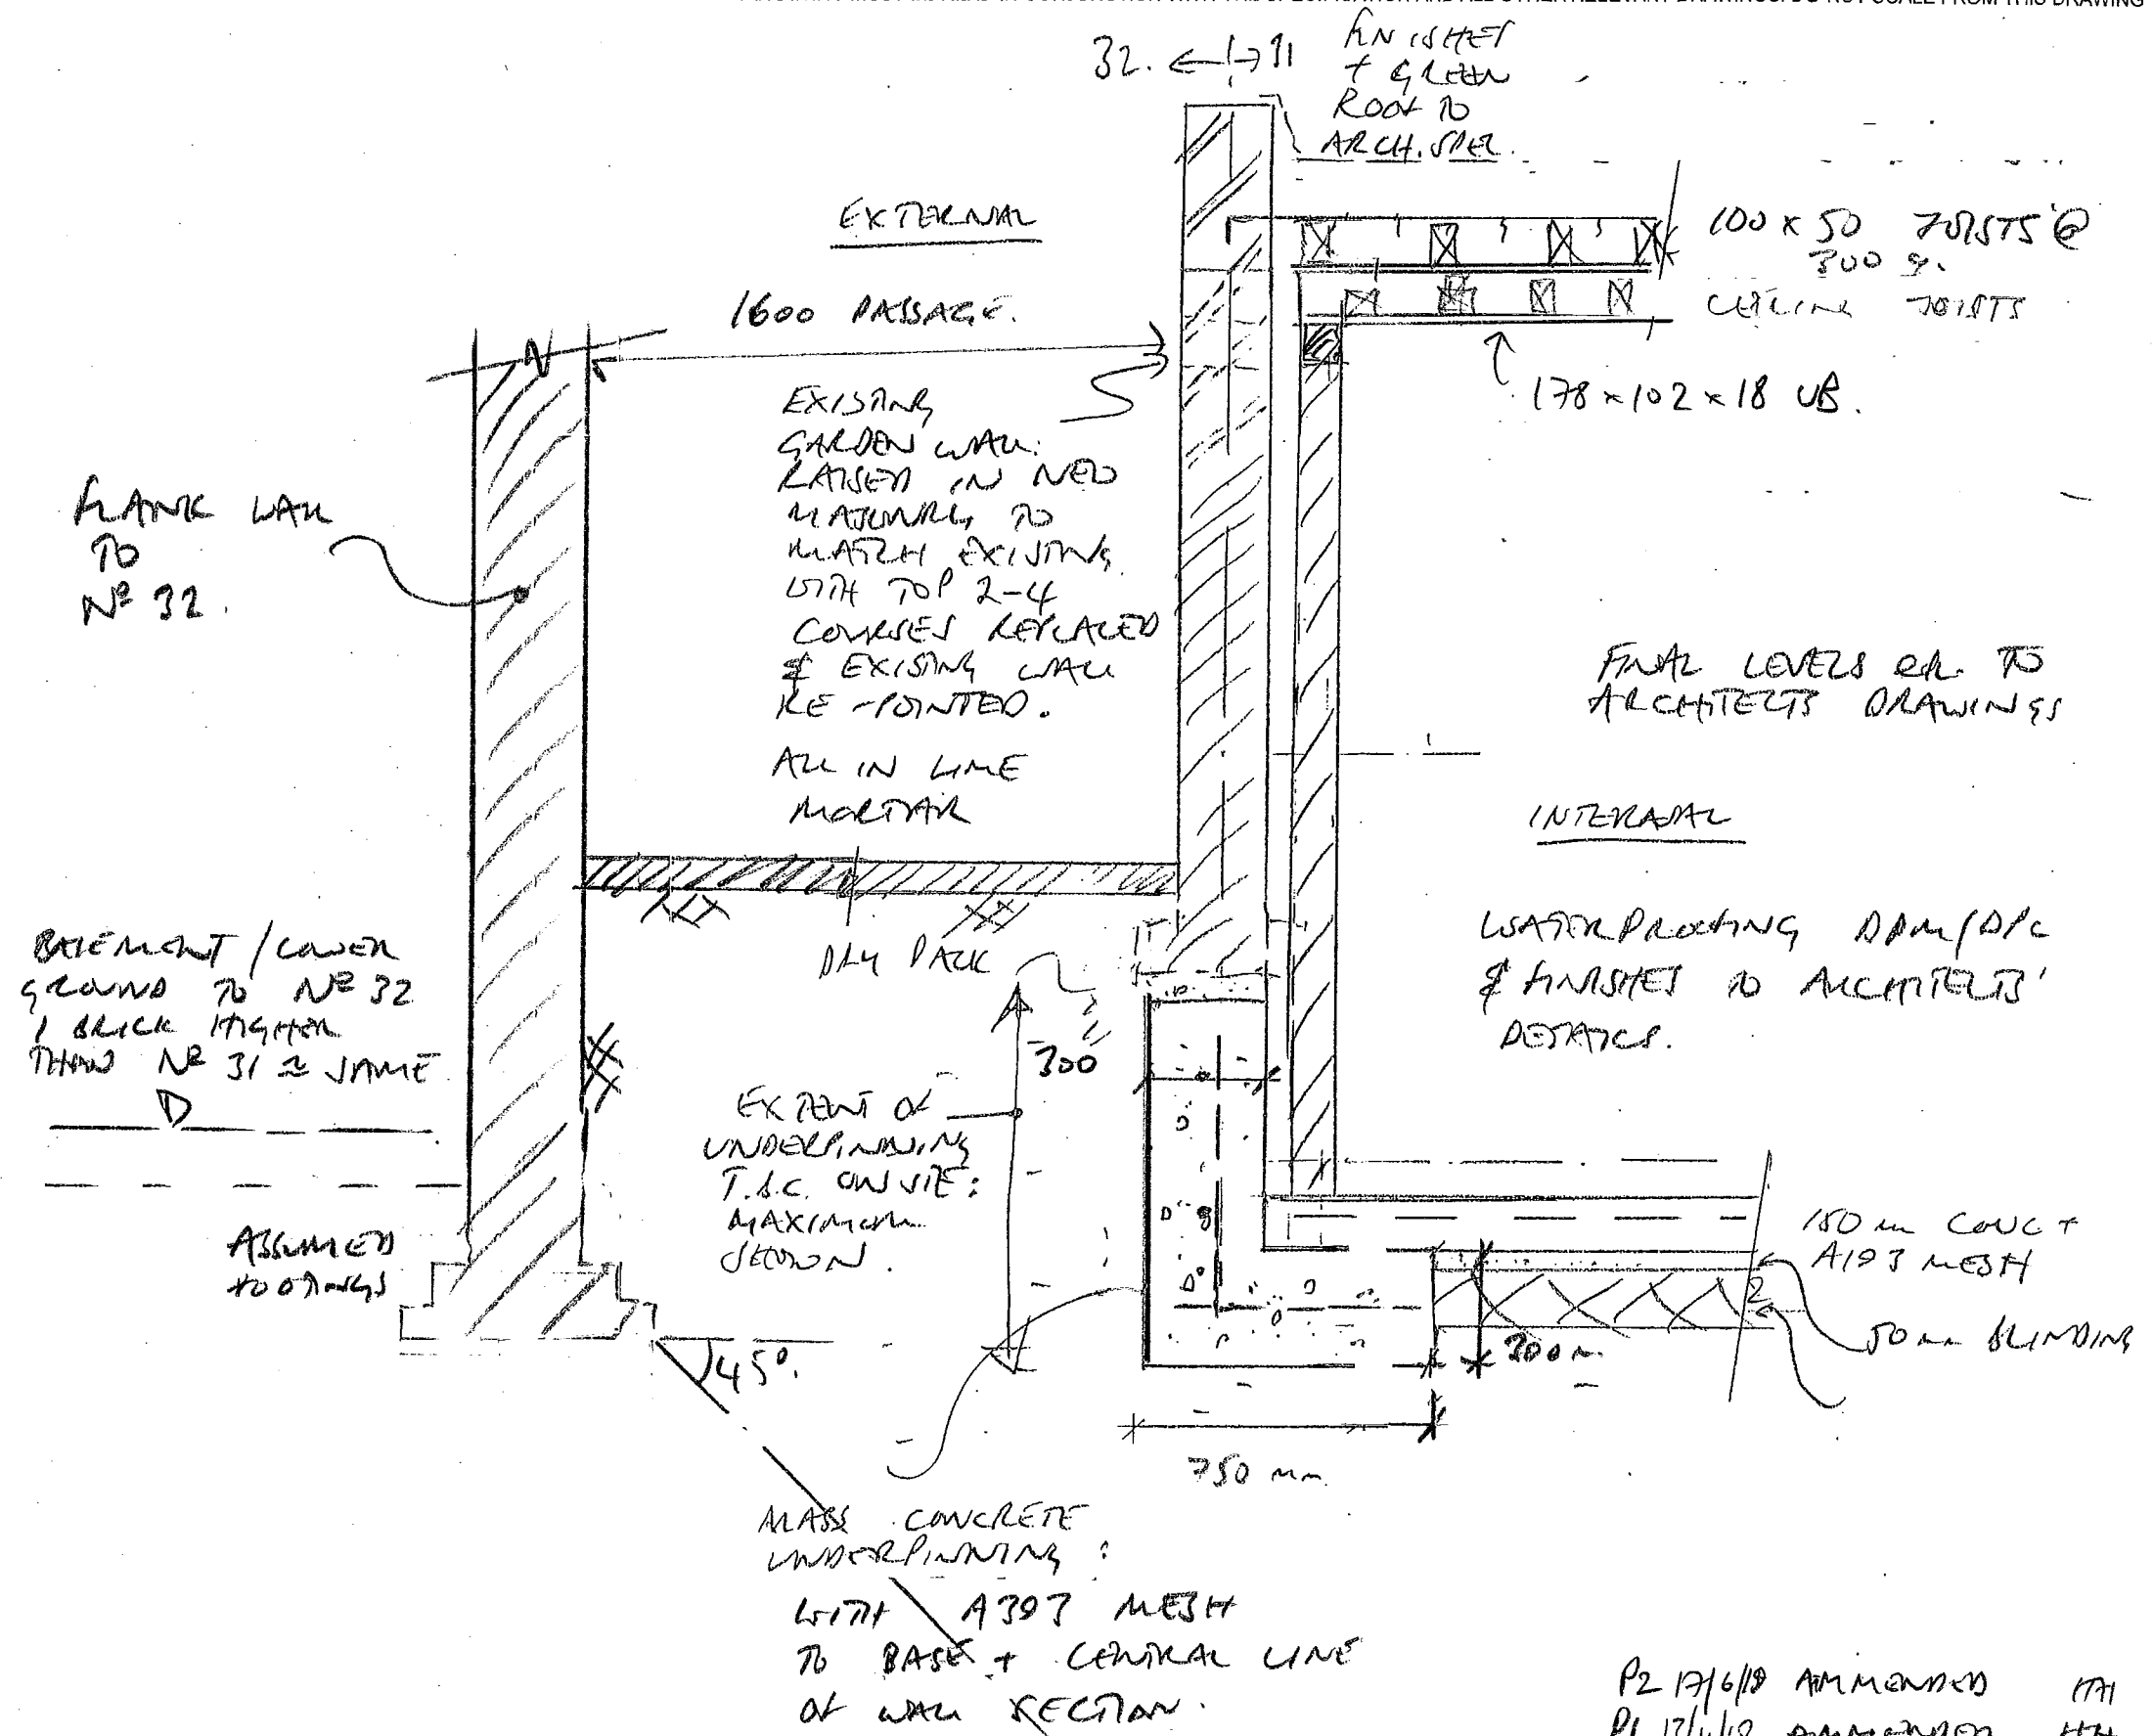 32. 31
FINISHES
+ GREEN
ROOF TO
ARCH. SPEC.
EXTERNAL
100 x 50 JOISTS @
300 %.
CEILING JOISTS
1600 PASSAGE.
178 x 102 x 18 UB.
EXISTING
GARDEN WALL:
RAISED IN NEW
MASONRY TO
MATCH EXISTING
WITH TOP 2-4
COURSES REPLACED
& EXISTING WALL
RE-POINTED.
ALL IN LIME
MORTAR
FLANK WALL
TO
Nº 32.
FINAL LEVELS TO
ARCHITECTS DRAWINGS
INTERNAL
DRY PACK
WATERPROOFING DPM/DPC
& FINISHES TO ARCHITECTS'
DETAILS.
BASEMENT / LOWER
GROUND TO Nº 32
1 BRICK HIGHER
THAN Nº 31 ≈ SAME
300
EXTENT OF
UNDERPINNING
T.B.C. ON SITE:
MAXIMUM
SHOWN.
ASSUMED
FOOTINGS
150 mm CONC +
A193 MESH
50 mm BLINDING
45°.
300 m.
750 mm.
MASS CONCRETE
UNDERPINNING:
WITH A393 MESH
TO BASE + CENTRAL LINE
OF WALL SECTION.
P2 17/6/18 AMMENDED
P1 AMMENDED